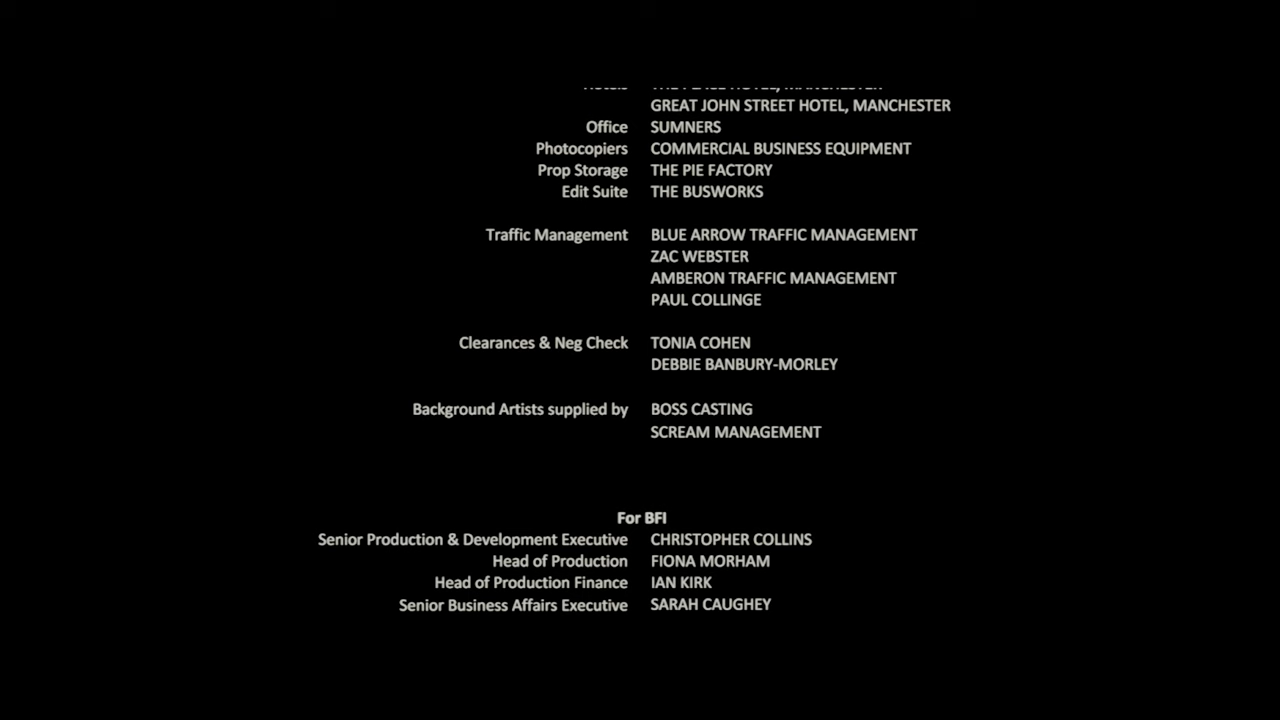 GREAT JOHN STREET HOTEL, MANCHESTER
Office SUMNERS
Photocopiers COMMERCIAL BUSINESS EQUIPMENT
Prop Storage THE PIE FACTORY
Edit Suite THE BUSWORKS
Traffic Management BLUE ARROW TRAFFIC MANAGEMENT
ZAC WEBSTER
AMBERON TRAFFIC MANAGEMENT
PAUL COLLINGE
Clearances & Neg Check TONIA COHEN
DEBBIE BANBURY-MORLEY
Background Artists supplied by BOSS CASTING
SCREAM MANAGEMENT
For BFI
Senior Production & Development Executive CHRISTOPHER COLLINS
Head of Production FIONA MORHAM
Head of Production Finance IAN KIRK
Senior Business Affairs Executive SARAH CAUGHEY